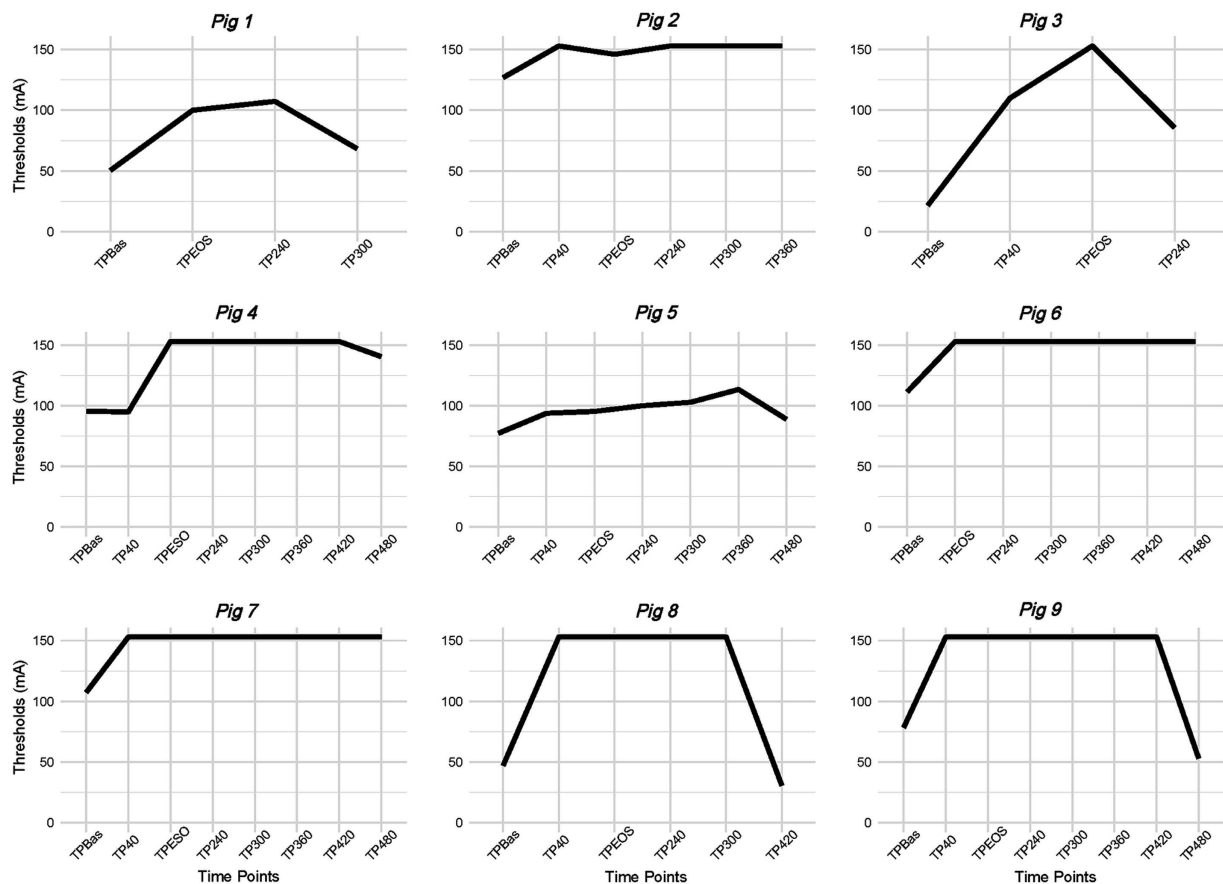 Pig 1
Pig 2
Pig 3
Thresholds (mA)
150
100
50
0
TPBas
TPEOS
TP240
TP300
150
100
50
0
TPBas
TP40
TPEOS
TP240
TP300
TP360
150
100
50
0
TPBas
TP40
TPEOS
TP240
Pig 4
Pig 5
Pig 6
Thresholds (mA)
150
100
50
0
TPBas
TP40
TPESO
TP240
TP300
TP360
TP420
TP480
150
100
50
0
TPBas
TP40
TPEOS
TP240
TP300
TP360
TP480
150
100
50
0
TPBas
TPEOS
TP240
TP300
TP360
TP420
TP480
Pig 7
Pig 8
Pig 9
Thresholds (mA)
150
100
50
0
TPBas
TP40
TPESO
TP240
TP300
TP360
TP420
TP480
Time Points
150
100
50
0
TPBas
TP40
TPEOS
TP240
TP300
TP420
Time Points
150
100
50
0
TPBas
TP40
TPEOS
TP240
TP300
TP360
TP420
TP480
Time Points